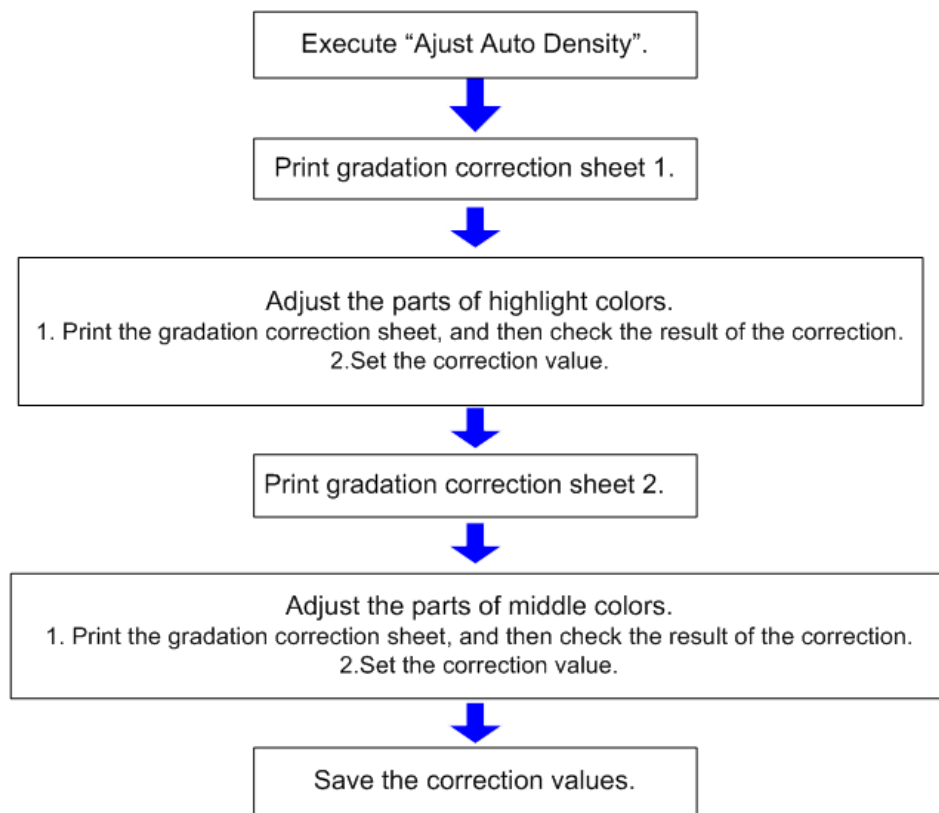 Execute “Ajust Auto Density”.
Print gradation correction sheet 1.
Adjust the parts of highlight colors.
1. Print the gradation correction sheet, and then check the result of the correction.
2.Set the correction value.
Print gradation correction sheet 2.
Adjust the parts of middle colors.
1. Print the gradation correction sheet, and then check the result of the correction.
2.Set the correction value.
Save the correction values.